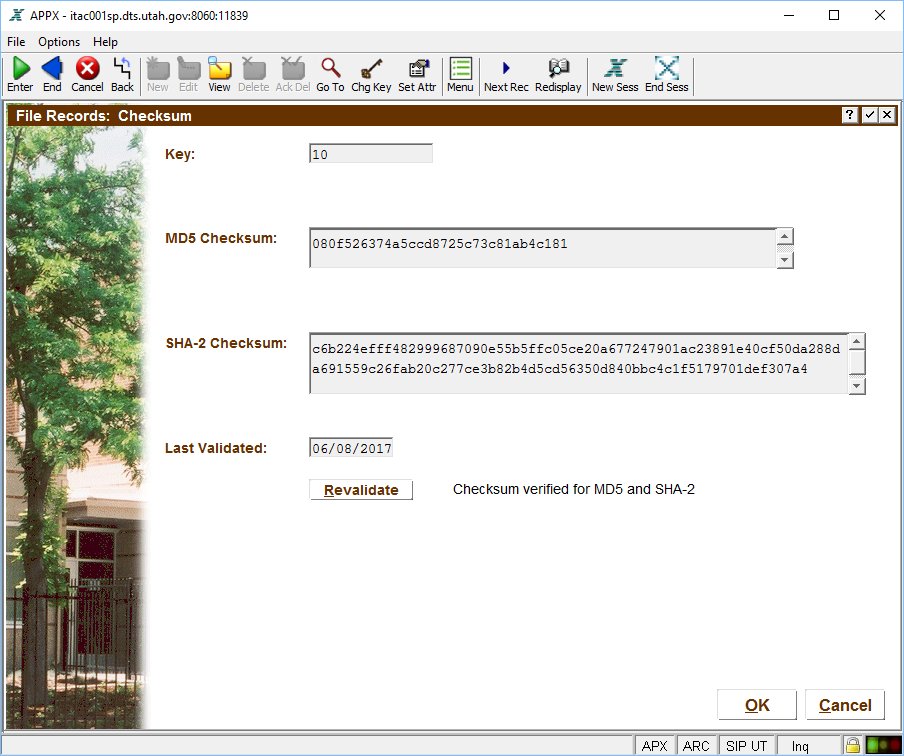 APPX - itac001sp.dts.utah.gov:8060:11839
File Options Help
Enter End Cancel Back New Edit View Delete Ack Del Go To Chg Key Set Attr Menu Next Rec Redisplay New Sess End Sess
File Records: Checksum
Key: 10
MD5 Checksum: 080f526374a5ccd8725c73c81ab4c181
SHA-2 Checksum: c6b224efff482999687090e55b5ffc05ce20a677247901ac23891e40cf50da288d
a691559c26fab20c277ce3b82b4d5cd56350d840bbc4c1f5179701def307a4
Last Validated: 06/08/2017
Revalidate Checksum verified for MD5 and SHA-2
OK Cancel
APX ARC SIP UT Inq